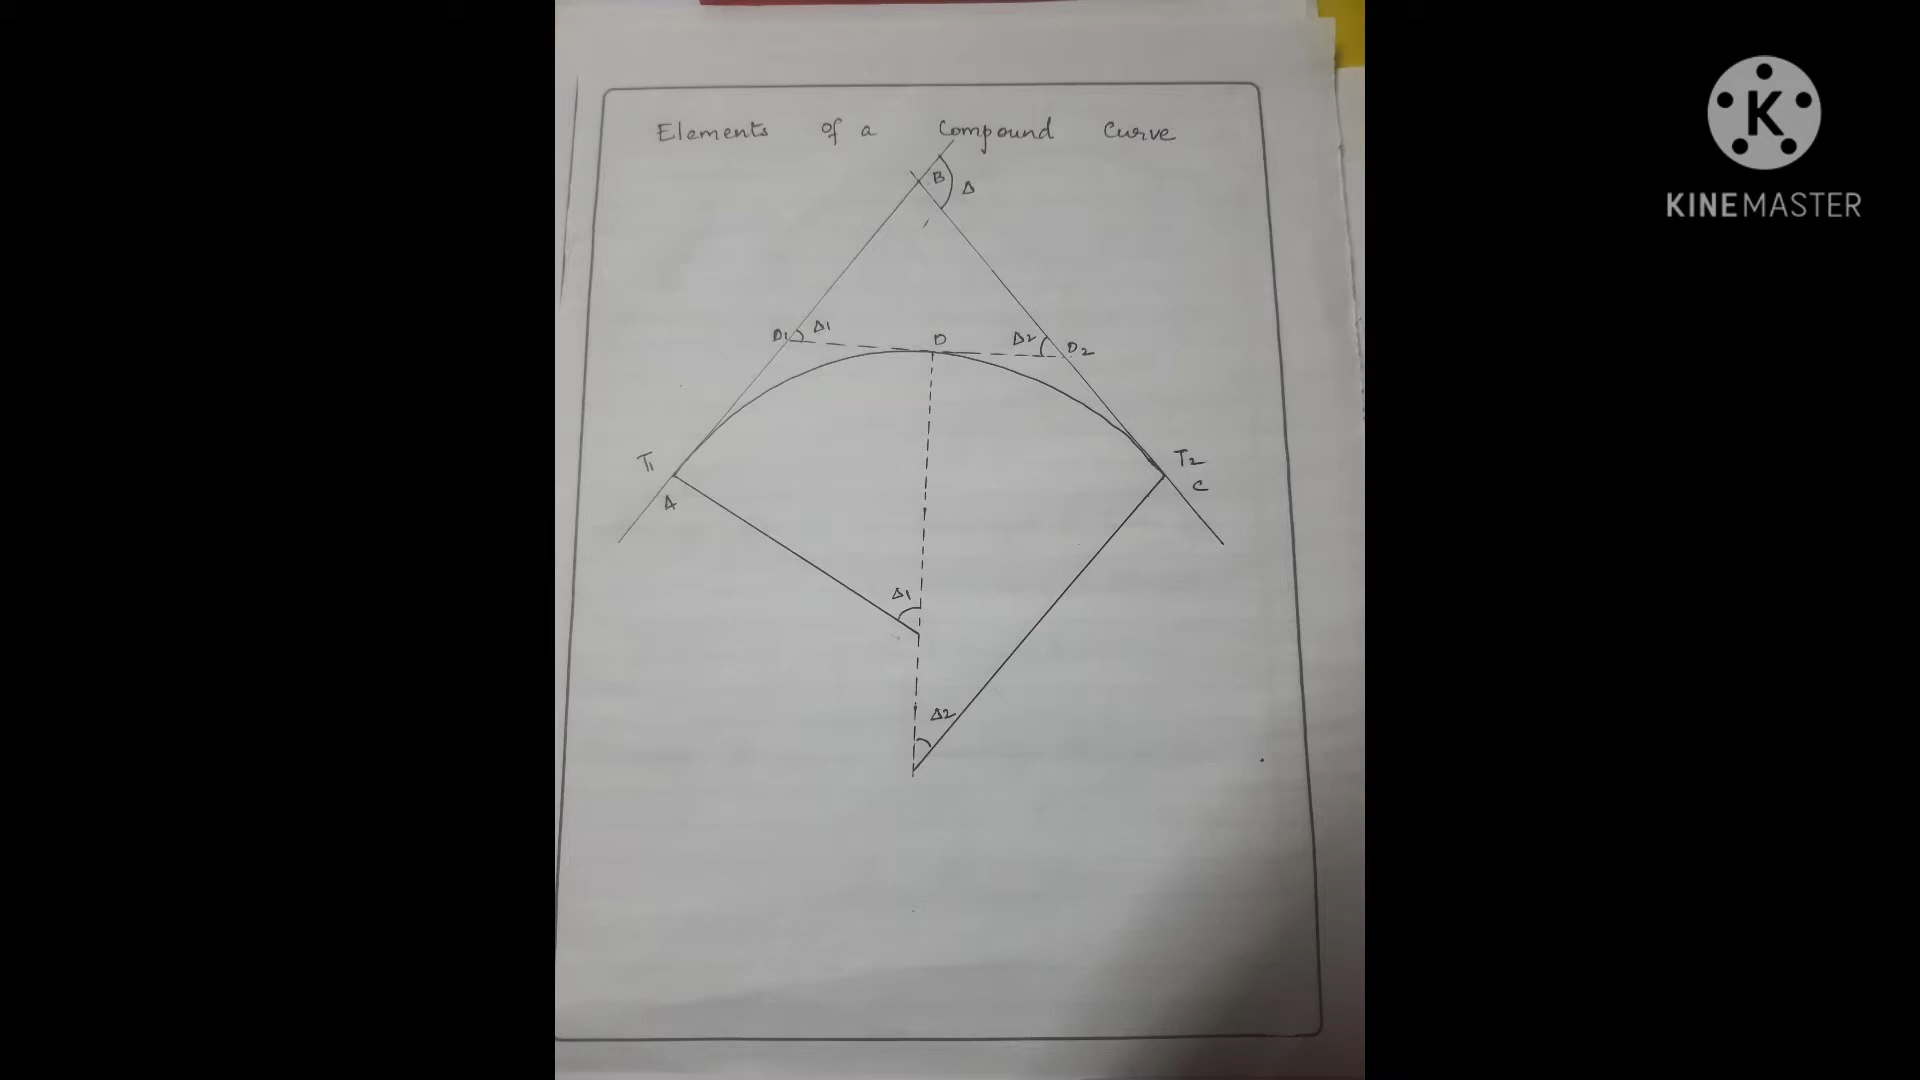 Elements of a Compound Curve
B
Δ
D1 Δ1
D
Δ2 D2
T1
T2
A
C
Δ1
Δ2
K
KINEMASTER